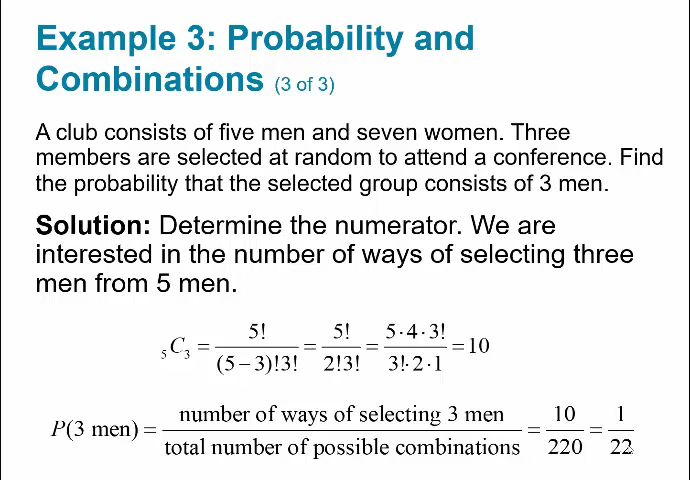 Example 3: Probability and
Combinations (3 of 3)
A club consists of five men and seven women. Three
members are selected at random to attend a conference. Find
the probability that the selected group consists of 3 men.
Solution: Determine the numerator. We are
interested in the number of ways of selecting three
men from 5 men.
₅C₃ = 5!/((5−3)!3!) = 5!/(2!3!) = (5·4·3!)/(3!·2·1) = 10
P(3 men) = number of ways of selecting 3 men/total number of possible combinations = 10/220 = 1/22